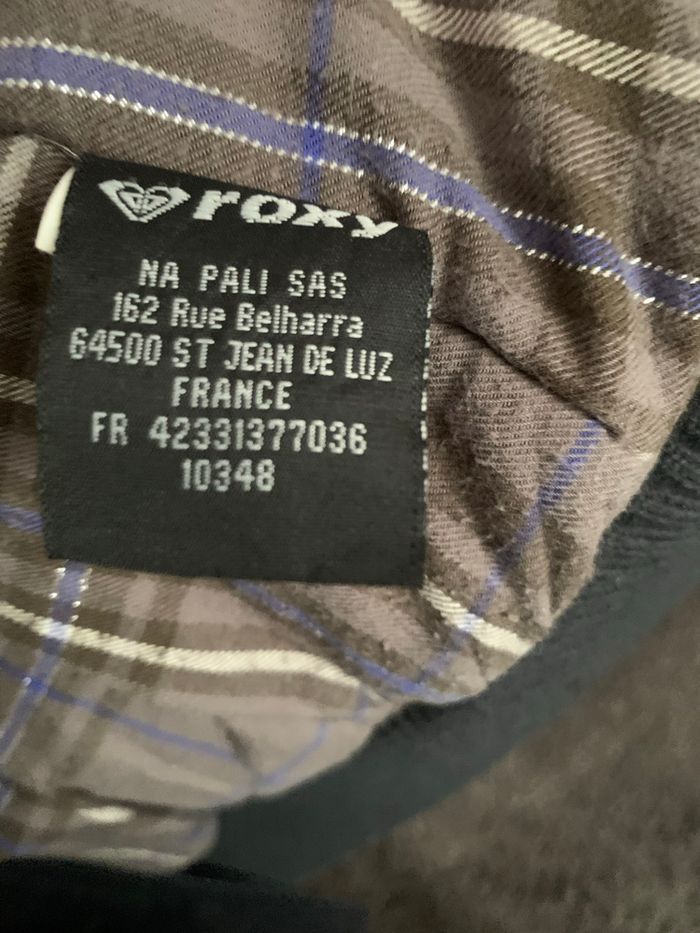 roxy
NA PALI SAS
162 Rue Belharra
64500 ST JEAN DE LUZ
FRANCE
FR 42331377036
10348